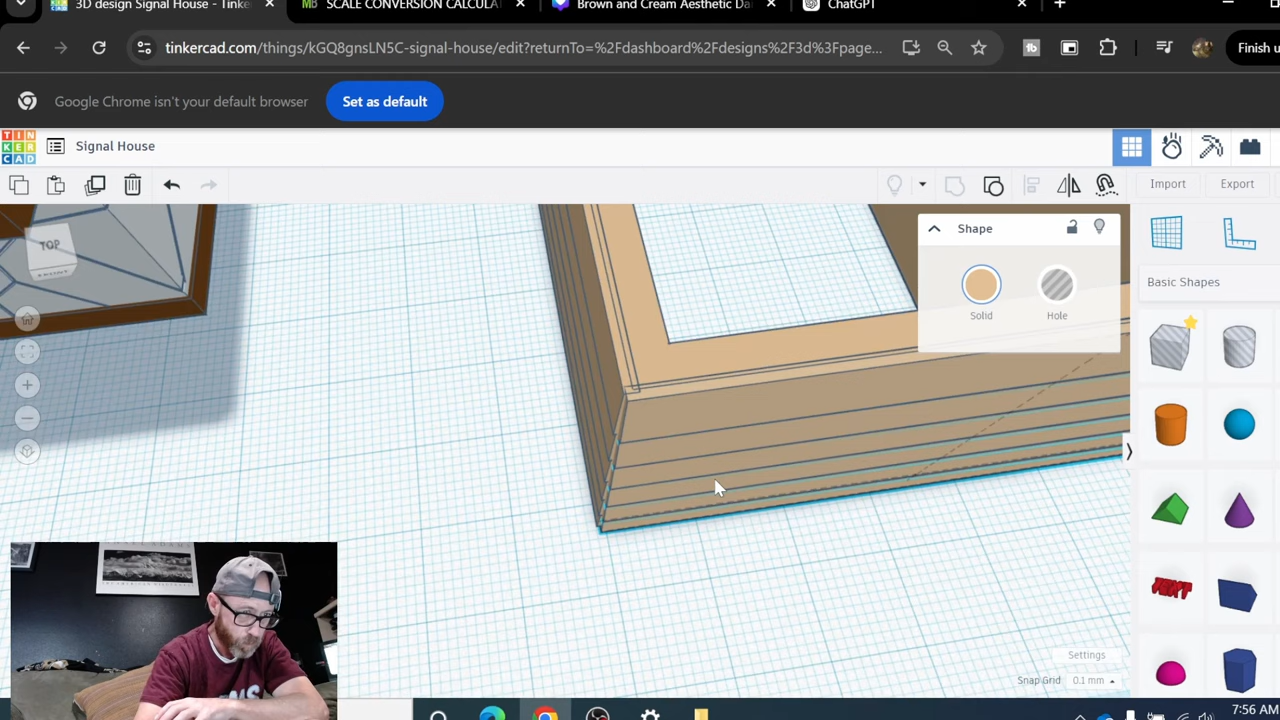 3D design Signal House - Tinke
SCALE CONVERSION CALCULA
Brown and Cream Aesthetic Da
ChatGPT
tinkercad.com/things/kGQ8gnsLN5C-signal-house/edit?returnTo=%2Fdashboard%2Fdesigns%2F3d%3Fpage...
Finish u
Google Chrome isn't your default browser
Set as default
TIN
KER
CAD
Signal House
Import
Export
TOP
FRONT
Shape
Solid
Hole
Basic Shapes
TEXT
Settings
Snap Grid
0.1 mm
7:56 AM